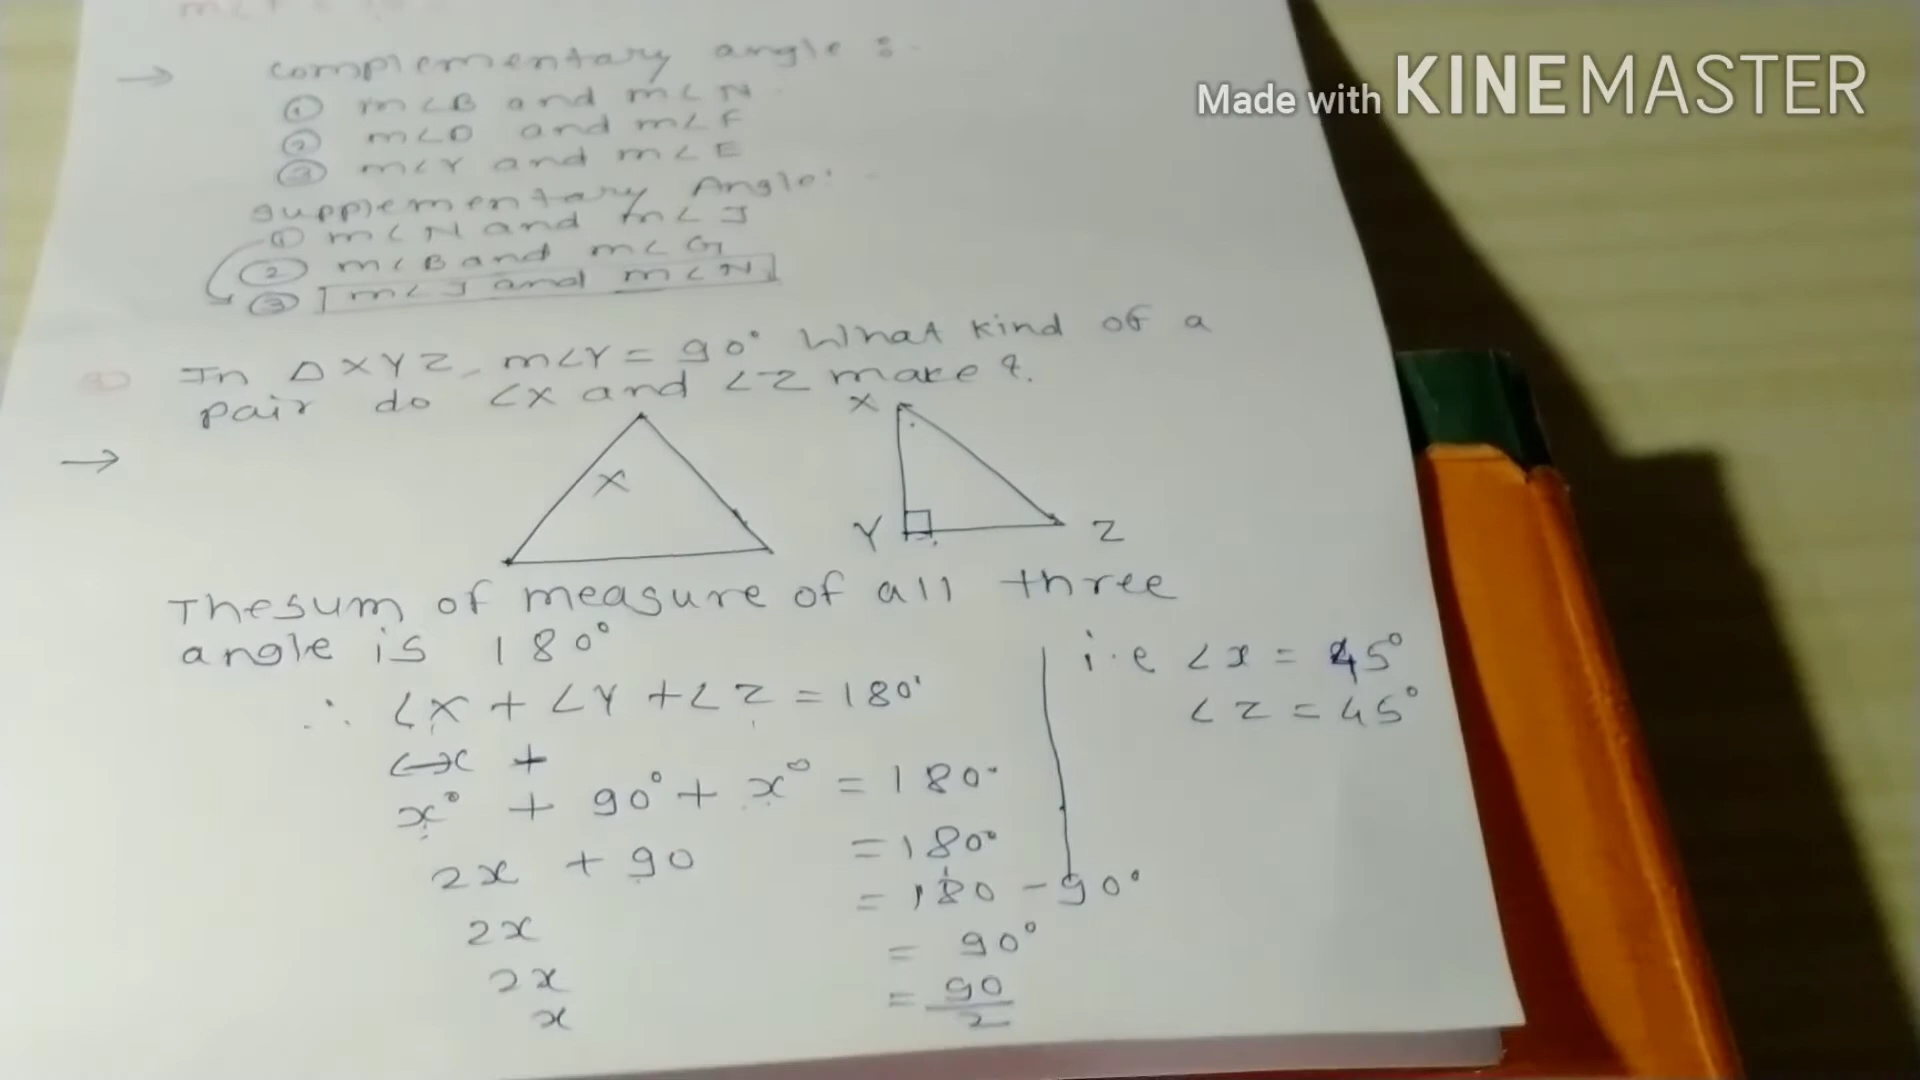 Made with KINEMASTER
→ complementary angle :
① m∠B and m∠N
② m∠D and m∠F
③ m∠Y and m∠E
supplementary Angle:
① m∠N and m∠J
② m∠B and m∠G
③ [m∠J and m∠N]
In △XYZ, m∠Y = 90° What kind of a
pair do ∠X and ∠Z make ?
→
X
X
Y
Z
Thesum of measure of all three
angle is 180°
∴ ∠X + ∠Y + ∠Z = 180°
x° + 90° + x° = 180°
2x + 90 = 180°
2x = 180 - 90°
2x = 90°
x = 90/2
i.e ∠x = 45°
∠z = 45°